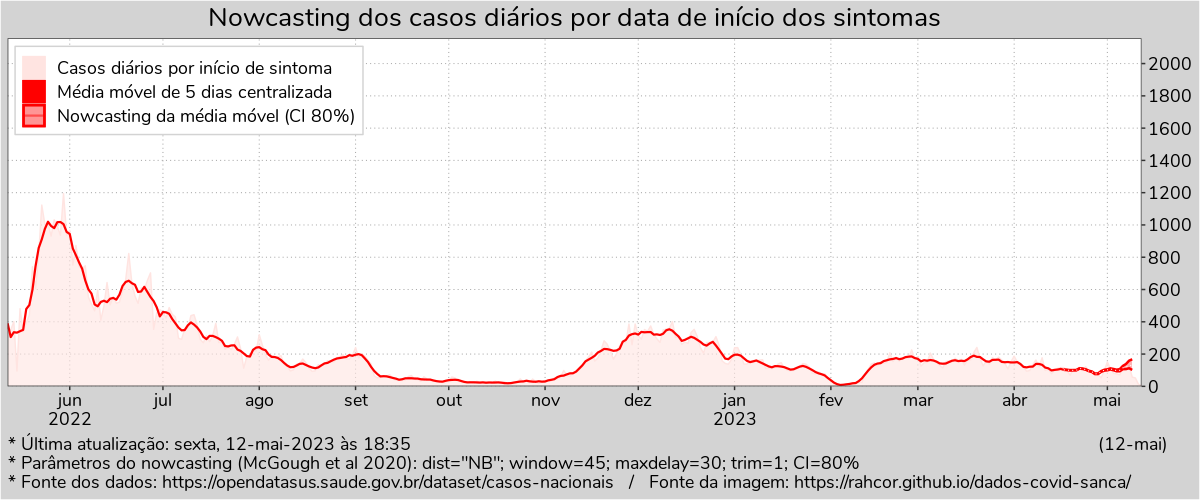 Nowcasting dos casos diários por data de início dos sintomas
Casos diários por início de sintoma
Média móvel de 5 dias centralizada
Nowcasting da média móvel (CI 80%)
2000
1800
1600
1400
1200
1000
800
600
400
200
0
jun jul ago set out nov dez jan fev mar abr mai
2022 2023
* Última atualização: sexta, 12-mai-2023 às 18:35 (12-mai)
* Parâmetros do nowcasting (McGough et al 2020): dist="NB"; window=45; maxdelay=30; trim=1; CI=80%
* Fonte dos dados: https://opendatasus.saude.gov.br/dataset/casos-nacionais / Fonte da imagem: https://rahcor.github.io/dados-covid-sanca/